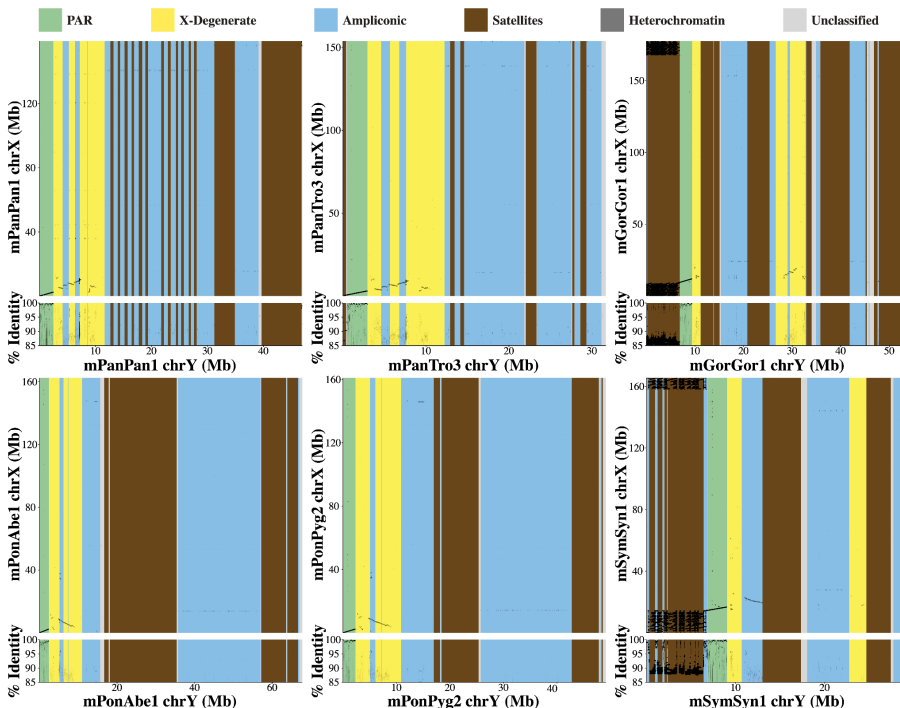 PAR X-Degenerate Ampliconic Satellites Heterochromatin Unclassified
mPanPan1 chrX (Mb)
120
80
40
% Identity
100
95
90
85
10 20 30 40
mPanPan1 chrY (Mb)
mPanTro3 chrX (Mb)
150
100
50
% Identity
100
95
90
85
10 20 30
mPanTro3 chrY (Mb)
mGorGor1 chrX (Mb)
150
100
50
% Identity
100
95
90
85
10 20 30 40 50
mGorGor1 chrY (Mb)
mPonAbe1 chrX (Mb)
160
120
80
40
% Identity
100
95
90
85
20 40 60
mPonAbe1 chrY (Mb)
mPonPyg2 chrX (Mb)
160
120
80
40
% Identity
100
95
90
85
10 20 30 40
mPonPyg2 chrY (Mb)
mSymSyn1 chrX (Mb)
160
120
80
40
% Identity
100
95
90
85
10 20
mSymSyn1 chrY (Mb)